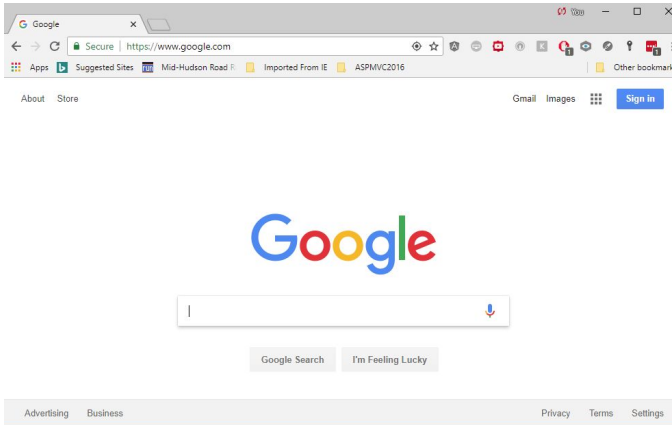 You
Google
Secure | https://www.google.com
Apps Suggested Sites Mid-Hudson Road R Imported From IE ASPMVC2016 Other bookmark
About Store Gmail Images Sign in
Google
Google Search I'm Feeling Lucky
Advertising Business Privacy Terms Settings